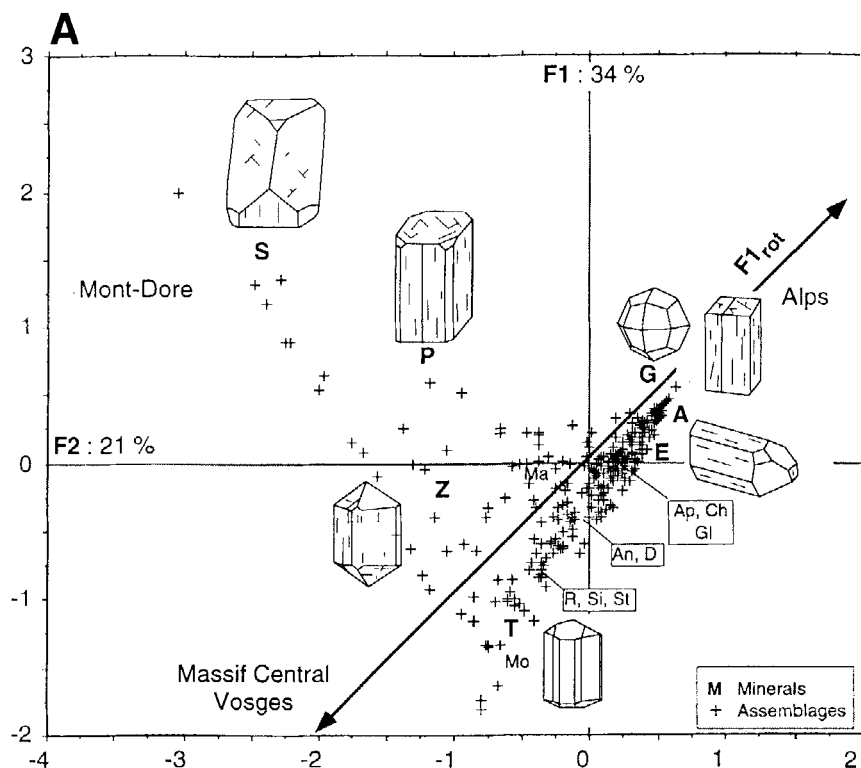 A
3
F1 : 34 %
2
S
Mont-Dore
F1rot
Alps
1
P
G
A
F2 : 21 %
E
0
Ma
Z
Ap, Ch
Gl
An, D
-1
R, Si, St
T
Mo
Massif Central
Vosges
M Minerals
+ Assemblages
-2
-4 -3 -2 -1 0 1 2